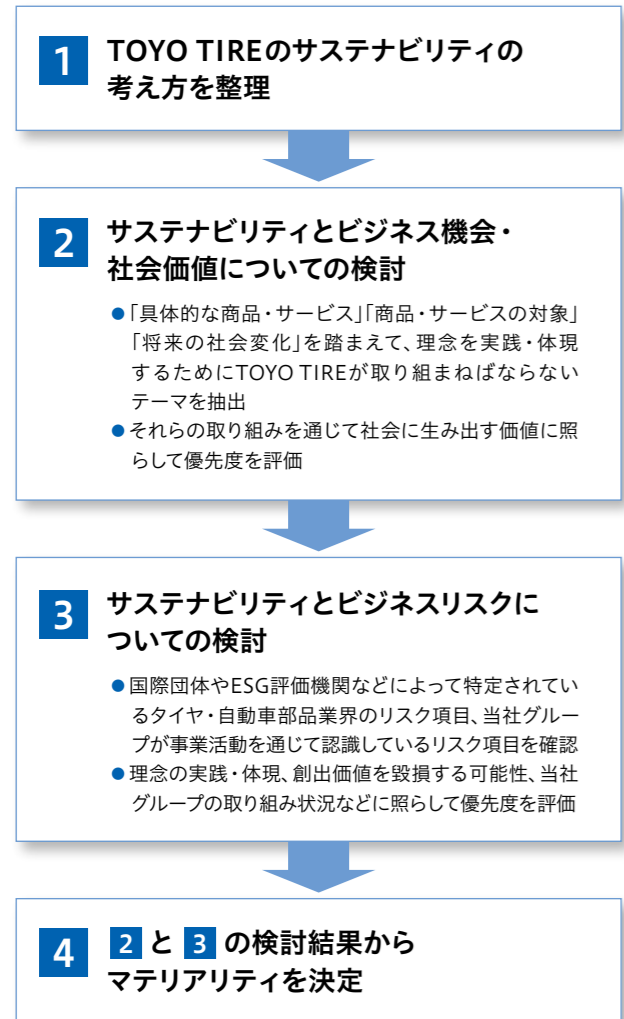 1 TOYO TIREのサステナビリティの
考え方を整理
2 サステナビリティとビジネス機会・
社会価値についての検討
●「具体的な商品・サービス」「商品・サービスの対象」
「将来の社会変化」を踏まえて、理念を実践・体現
するためにTOYO TIREが取り組まねばならない
テーマを抽出
●それらの取り組みを通じて社会に生み出す価値に照
らして優先度を評価
3 サステナビリティとビジネスリスクに
ついての検討
●国際団体やESG評価機関などによって特定されてい
るタイヤ・自動車部品業界のリスク項目、当社グルー
プが事業活動を通じて認識しているリスク項目を確認
●理念の実践・体現、創出価値を毀損する可能性、当社
グループの取り組み状況などに照らして優先度を評価
4 2 と 3 の検討結果から
マテリアリティを決定